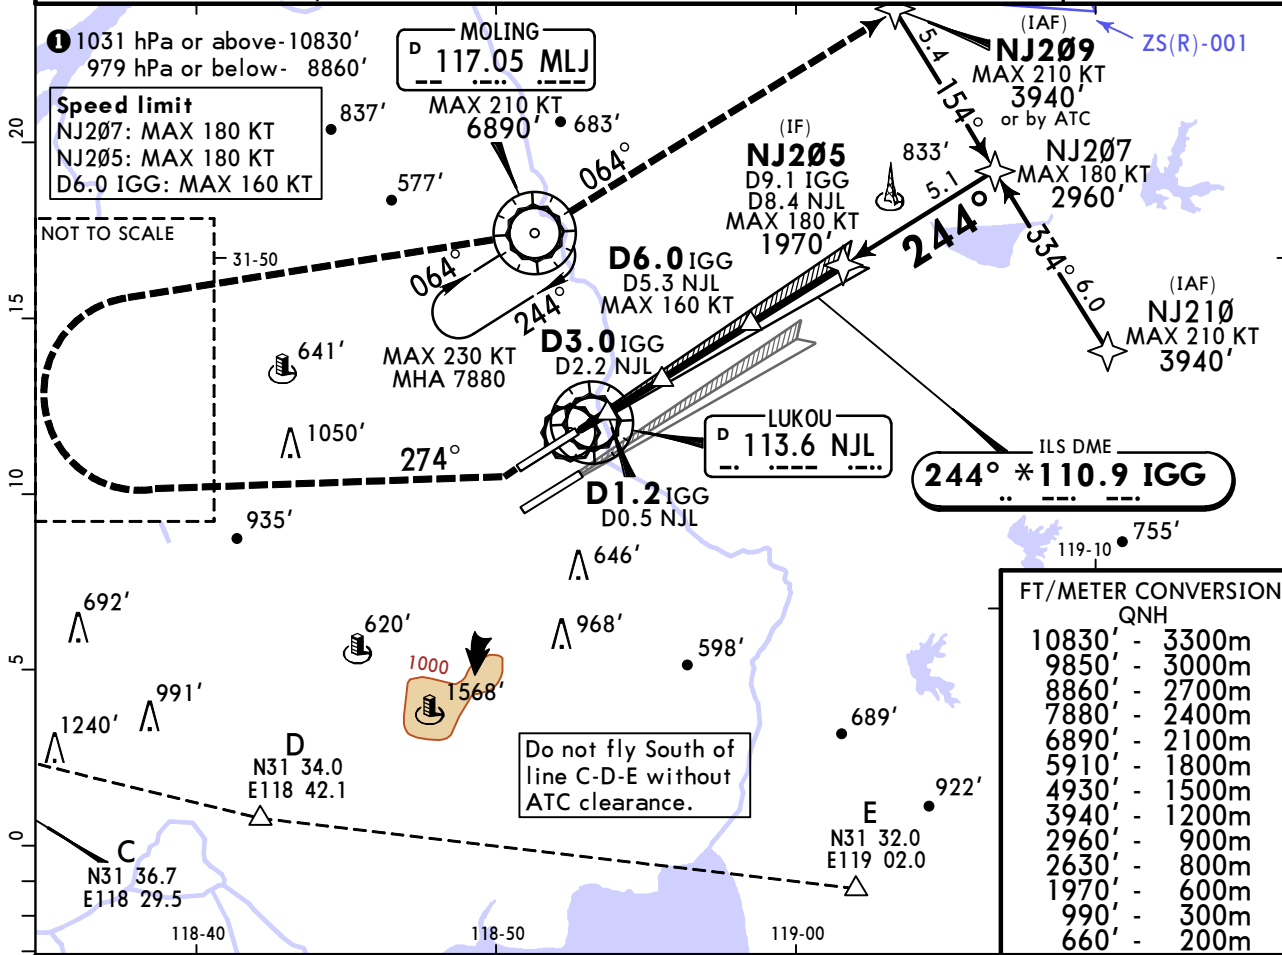 ❶ 1031 hPa or above-10830'
979 hPa or below- 8860'
Speed limit
NJ2Ø7: MAX 180 KT
NJ2Ø5: MAX 180 KT
D6.0 IGG: MAX 160 KT
MOLING
D 117.05 MLJ
MAX 210 KT
6890'
837'
683'
577'
064°
(IAF)
NJ2Ø9
MAX 210 KT
3940'
or by ATC
ZS(R)-001
5.4
154°
(IF)
NJ2Ø5
D9.1 IGG
D8.4 NJL
MAX 180 KT
1970'
833'
NJ2Ø7
MAX 180 KT
2960'
5.1
244°
334°
6.0
(IAF)
NJ21Ø
MAX 210 KT
3940'
20
15
10
5
0
NOT TO SCALE
31-50
064°
244°
MAX 230 KT
MHA 7880
D6.0 IGG
D5.3 NJL
MAX 160 KT
D3.0 IGG
D2.2 NJL
641'
1050'
274°
LUKOU
D 113.6 NJL
ILS DME
244° *110.9 IGG
D1.2 IGG
D0.5 NJL
935'
755'
119-10
646'
692'
620'
968'
598'
1000
1568'
991'
1240'
689'
922'
D
N31 34.0
E118 42.1
Do not fly South of
line C-D-E without
ATC clearance.
E
N31 32.0
E119 02.0
C
N31 36.7
E118 29.5
118-40
118-50
119-00
FT/METER CONVERSION
QNH
10830' - 3300m
9850' - 3000m
8860' - 2700m
7880' - 2400m
6890' - 2100m
5910' - 1800m
4930' - 1500m
3940' - 1200m
2960' - 900m
2630' - 800m
1970' - 600m
990' - 300m
660' - 200m